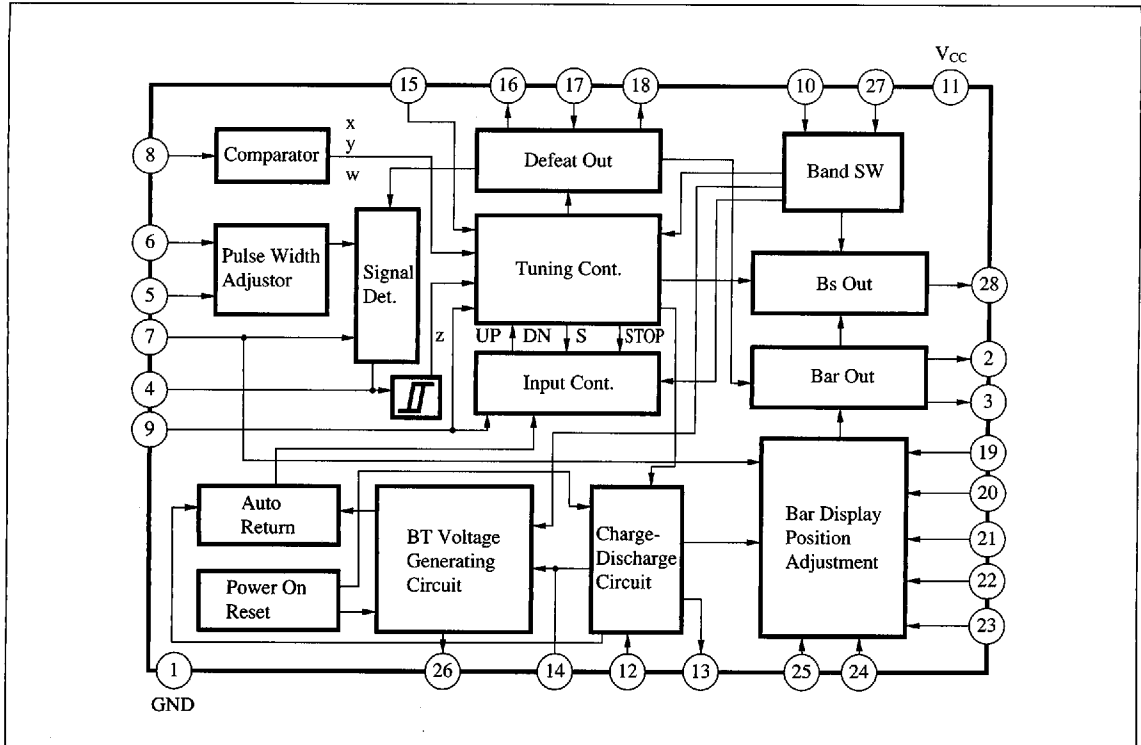 V_CC
15
16
17
18
10
27
11
8
Comparator
x
y
w
Defeat Out
Band SW
6
Pulse Width
Adjustor
5
Signal
Det.
Tuning Cont.
Bs Out
28
7
z
UP
DN
S
STOP
4
Input Cont.
Bar Out
2
3
9
19
Auto
Return
BT Voltage
Generating
Circuit
Charge-
Discharge
Circuit
Bar Display
Position
Adjustment
20
21
Power On
Reset
22
23
1
26
14
12
13
25
24
GND